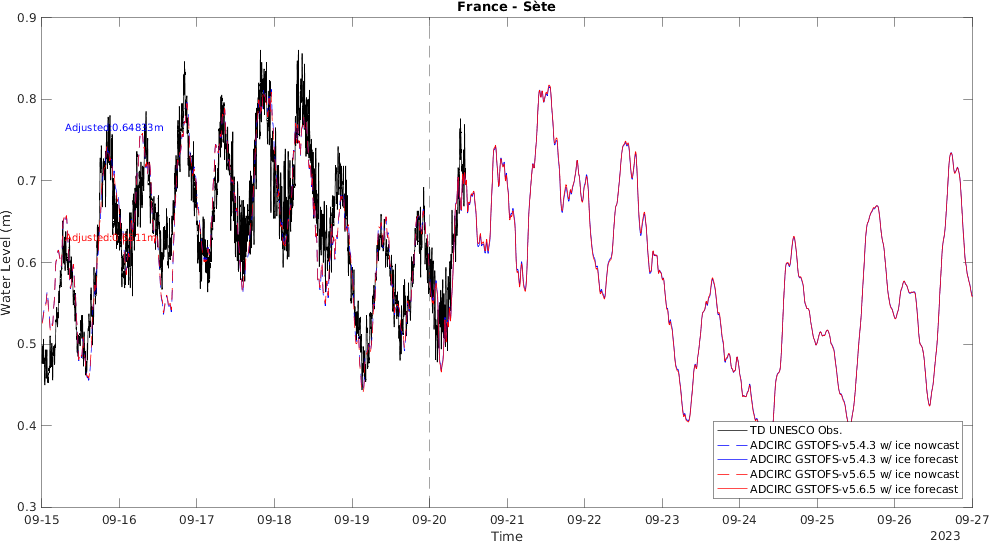 France - Sète
0.9
0.8
0.7
0.6
0.5
0.4
0.3
Water Level (m)
Adjusted:0.64833m
09-15
09-16
09-17
09-18
09-19
09-20
09-21
09-22
09-23
09-24
09-25
09-26
09-27
Time
2023
TD UNESCO Obs.
ADCIRC GSTOFS-v5.4.3 w/ ice nowcast
ADCIRC GSTOFS-v5.4.3 w/ ice forecast
ADCIRC GSTOFS-v5.6.5 w/ ice nowcast
ADCIRC GSTOFS-v5.6.5 w/ ice forecast